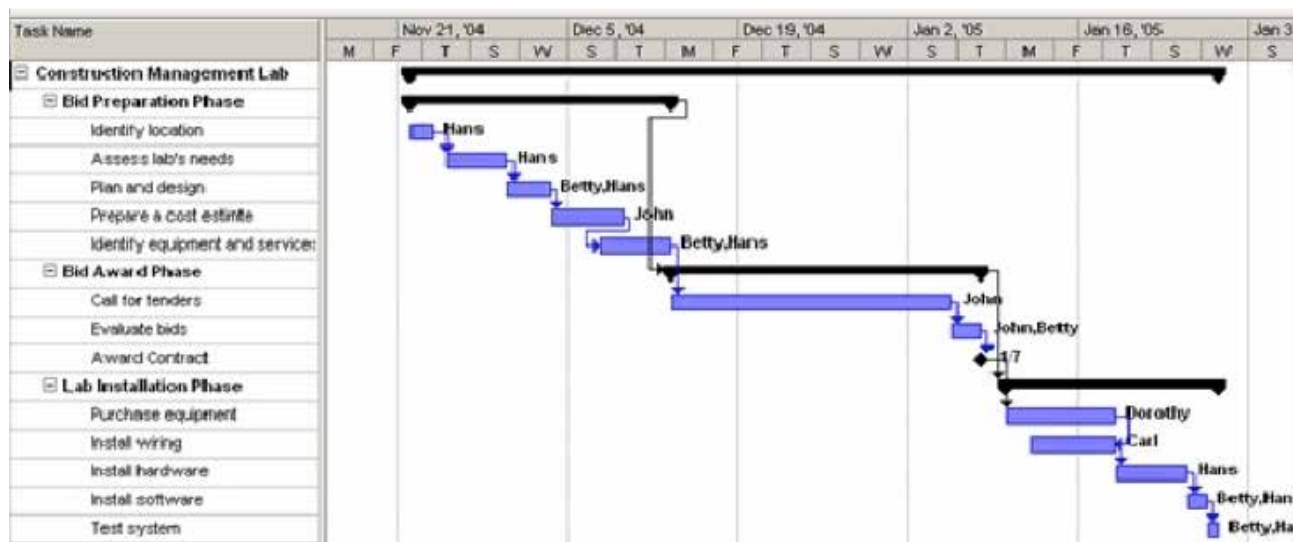 Task Name Nov 21, '04 Dec 5, '04 Dec 19, '04 Jan 2, '05 Jan 16, '05 Jan 3
M F T S W S T M F T S W S T M F T S W S
Construction Management Lab
Bid Preparation Phase
Identify location Hans
Assess lab's needs Hans
Plan and design Betty,Hans
Prepare a cost estimte John
Identify equipment and services Betty,Hans
Bid Award Phase
Call for tenders John
Evaluate bids John,Betty
Award Contract 1/7
Lab Installation Phase
Purchase equipment Dorothy
Install wiring Carl
Install hardware Hans
Install software Betty,Han
Test system Betty,Ha